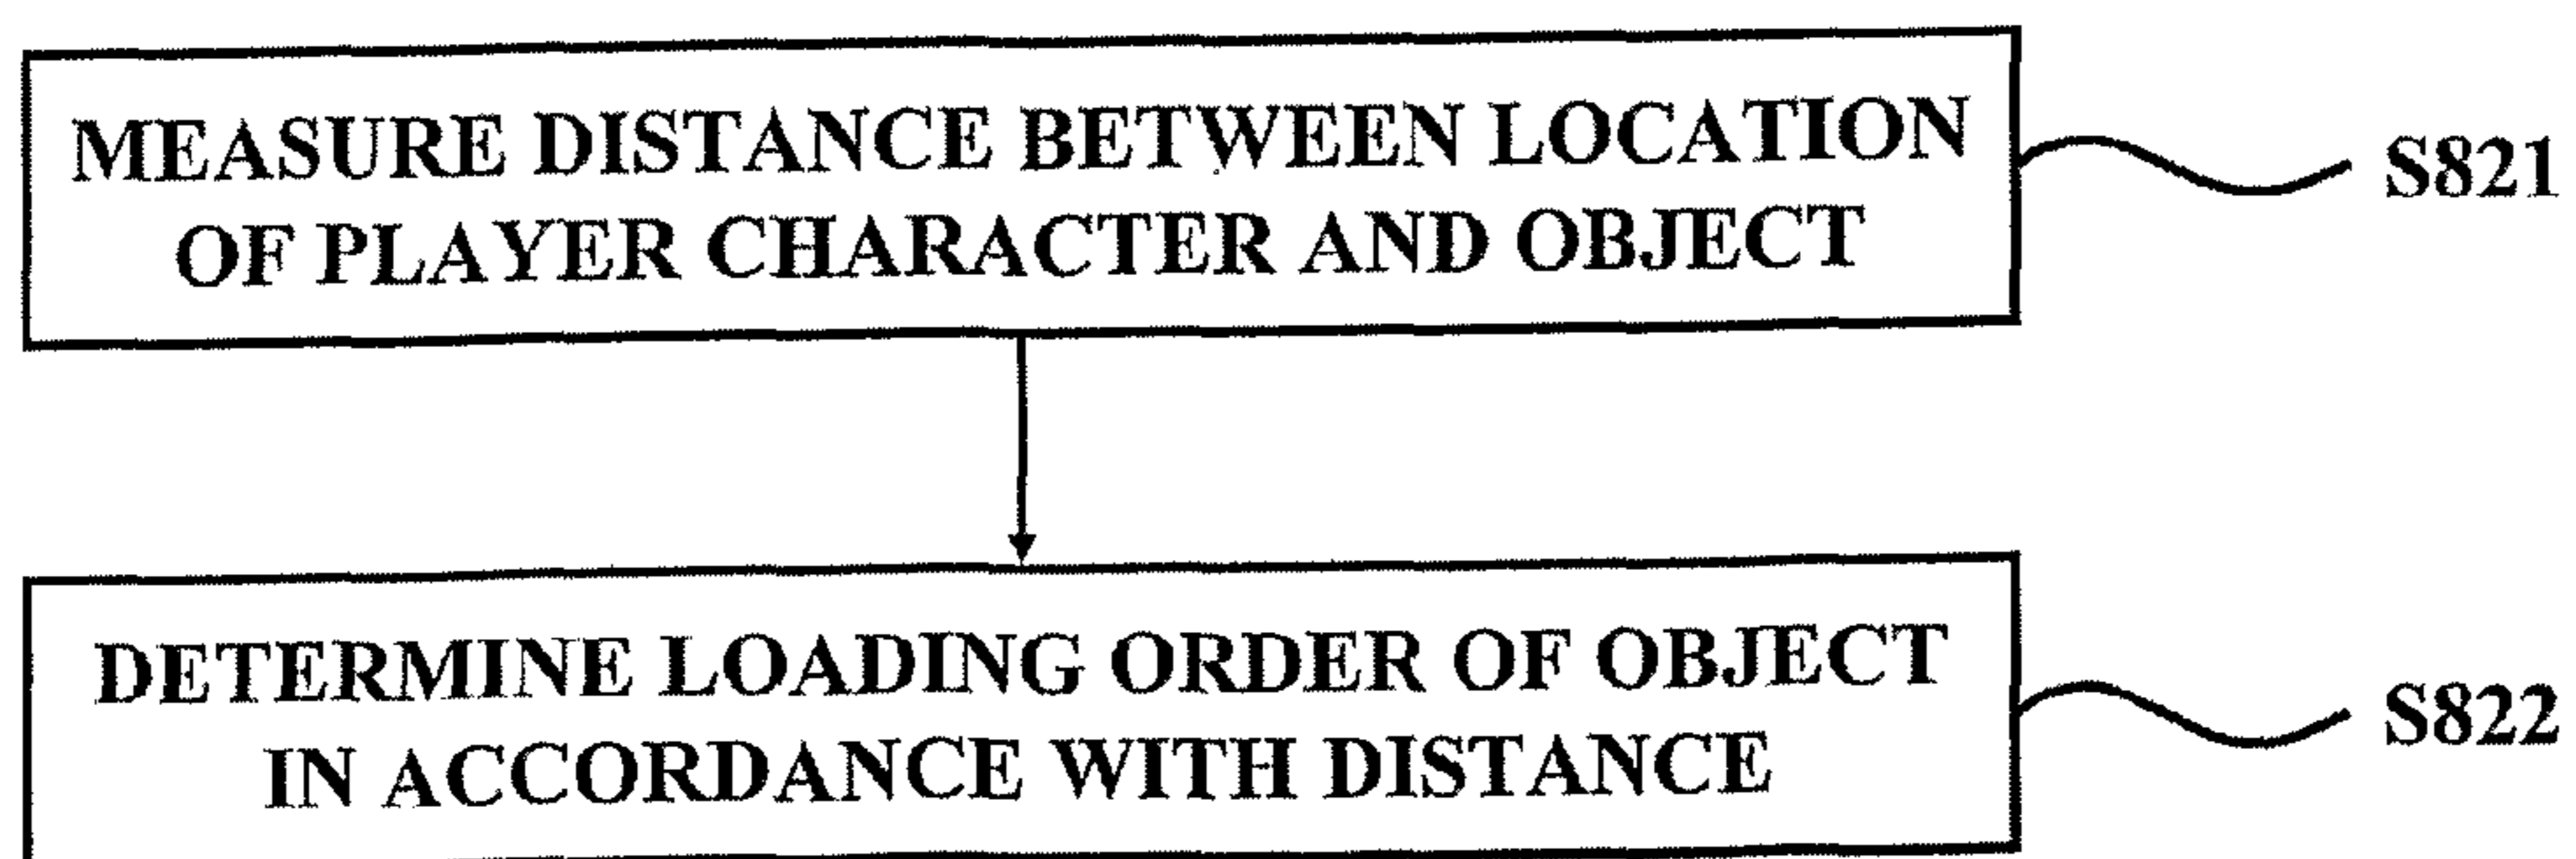 MEASURE DISTANCE BETWEEN LOCATION
OF PLAYER CHARACTER AND OBJECT
S821
DETERMINE LOADING ORDER OF OBJECT
IN ACCORDANCE WITH DISTANCE
S822